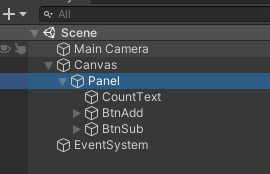 All
Scene
Main Camera
Canvas
Panel
CountText
BtnAdd
BtnSub
EventSystem